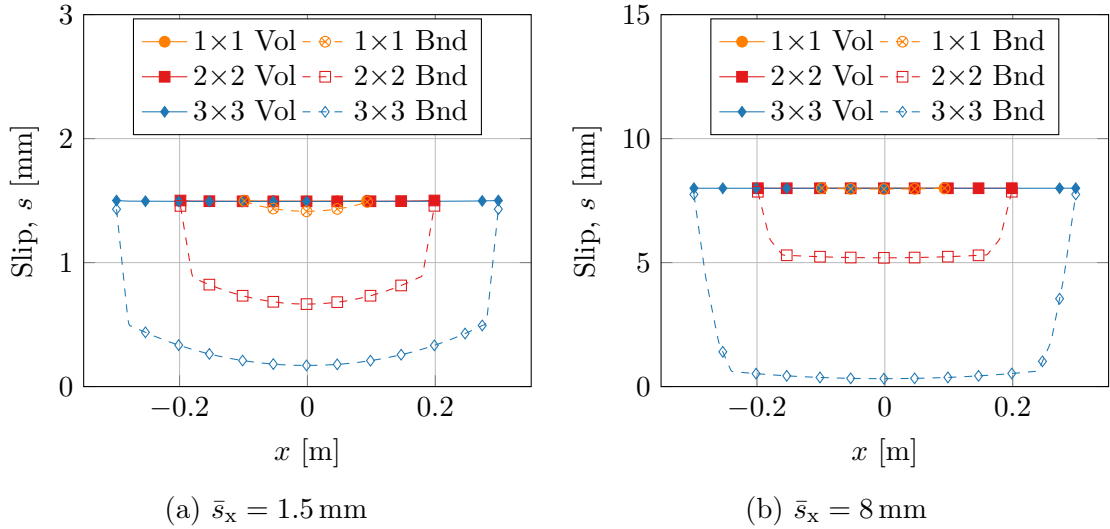 3
2
1
0
−0.2
0
0.2
x [m]
Slip, s [mm]
1×1 Vol 1×1 Bnd
2×2 Vol 2×2 Bnd
3×3 Vol 3×3 Bnd
(a) s̄x = 1.5 mm
15
10
5
0
−0.2
0
0.2
x [m]
Slip, s [mm]
1×1 Vol 1×1 Bnd
2×2 Vol 2×2 Bnd
3×3 Vol 3×3 Bnd
(b) s̄x = 8 mm